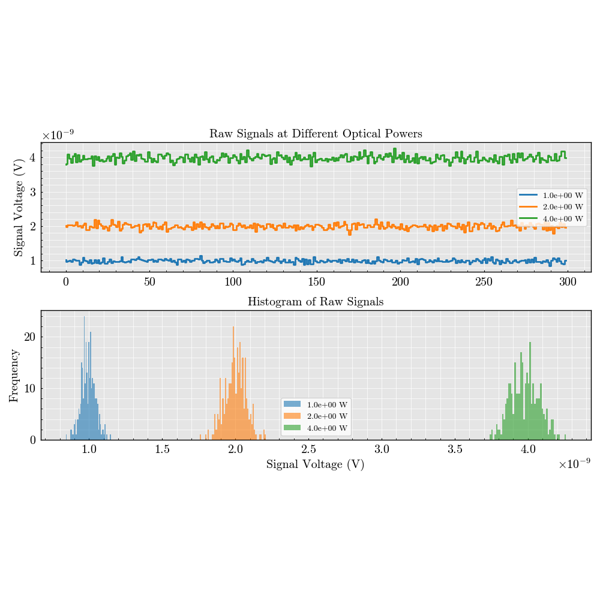 Raw Signals at Different Optical Powers
×10⁻⁹
Signal Voltage (V)
4
3
2
1
1.0e+00 W
2.0e+00 W
4.0e+00 W
0 50 100 150 200 250 300
Histogram of Raw Signals
Frequency
20
10
0
1.0e+00 W
2.0e+00 W
4.0e+00 W
1.0 1.5 2.0 2.5 3.0 3.5 4.0
Signal Voltage (V)
×10⁻⁹